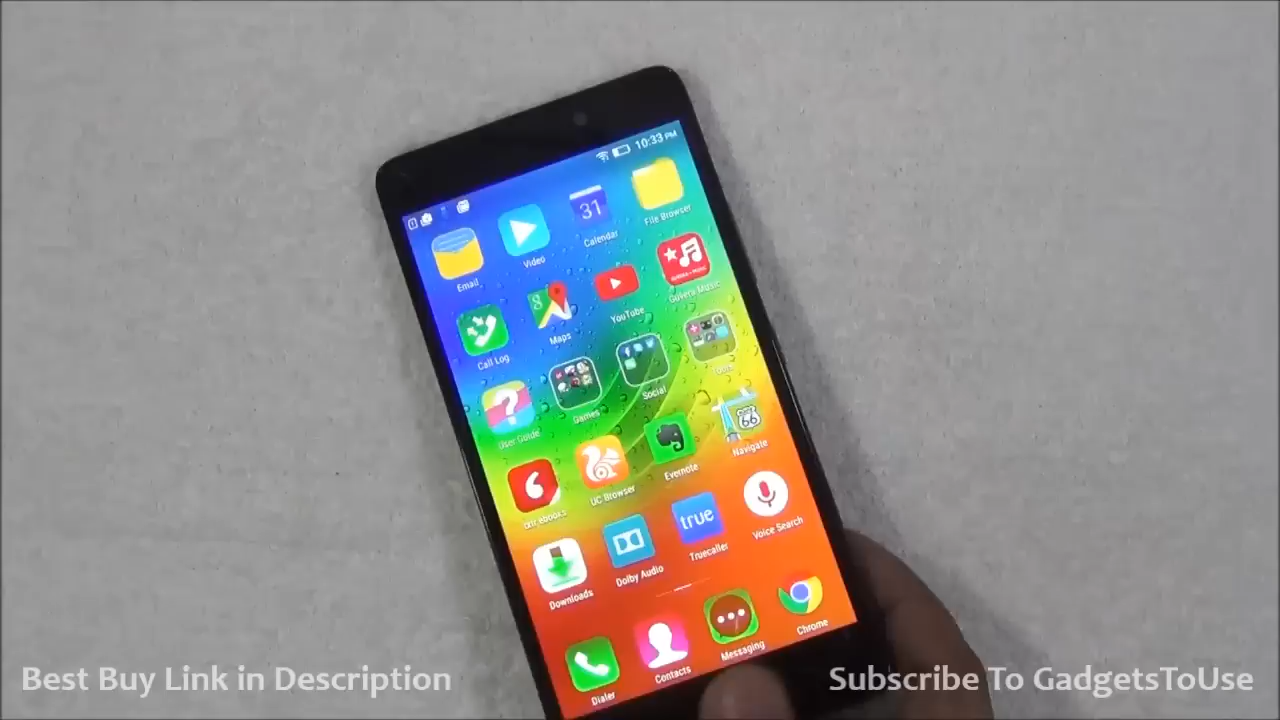 10:33 PM
Email
Video
31
Calendar
File Browser
Call Log
8
Maps
YouTube
Guvera Music
User Guide
Games
Social
Tools
UC Browser
Evernote
66
Navigate
Downloads
Dolby Audio
true
Truecaller
Voice Search
Dialer
Contacts
Messaging
Chrome
Best Buy Link in Description
Subscribe To GadgetsToUse